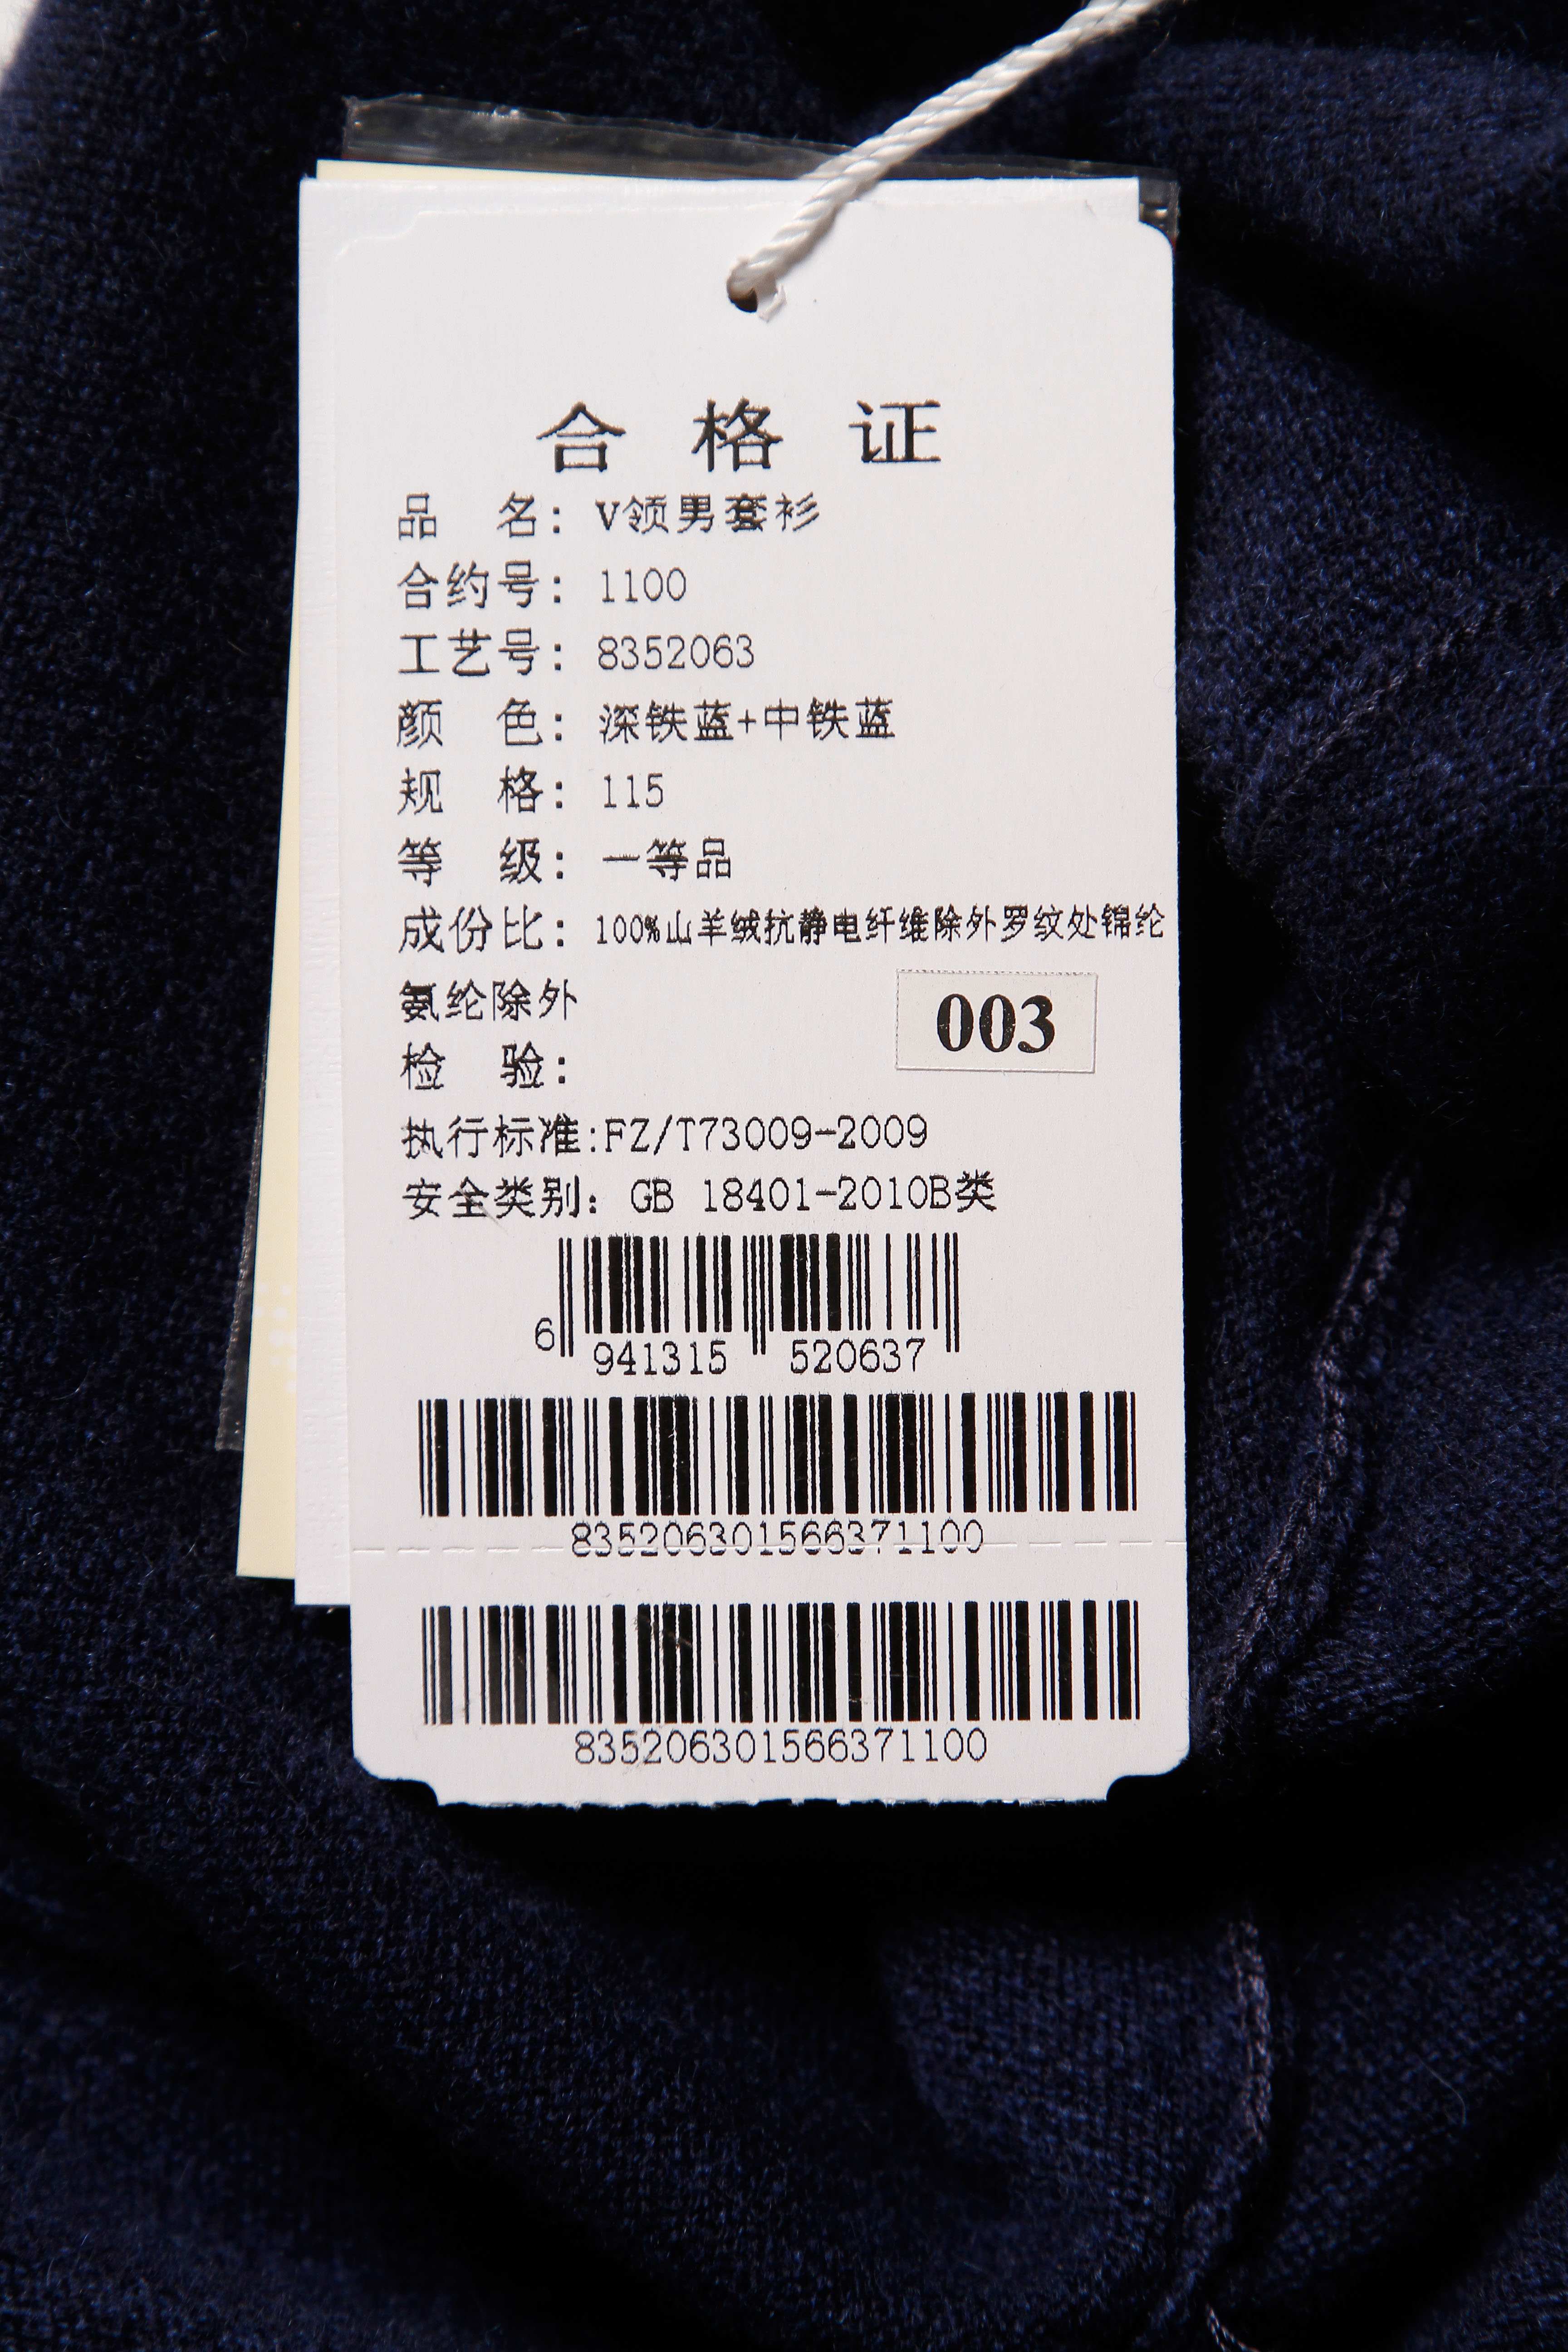 合格证
品 名: V领男套衫
合约号: 1100
工艺号: 8352063
颜 色: 深铁蓝+中铁蓝
规 格: 115
等 级: 一等品
成份比: 100%山羊绒抗静电纤维除外罗纹处锦纶
氨纶除外
003
检 验:
执行标准:FZ/T73009-2009
安全类别: GB 18401-2010B类
6 941315 520637
835206301566371100
835206301566371100